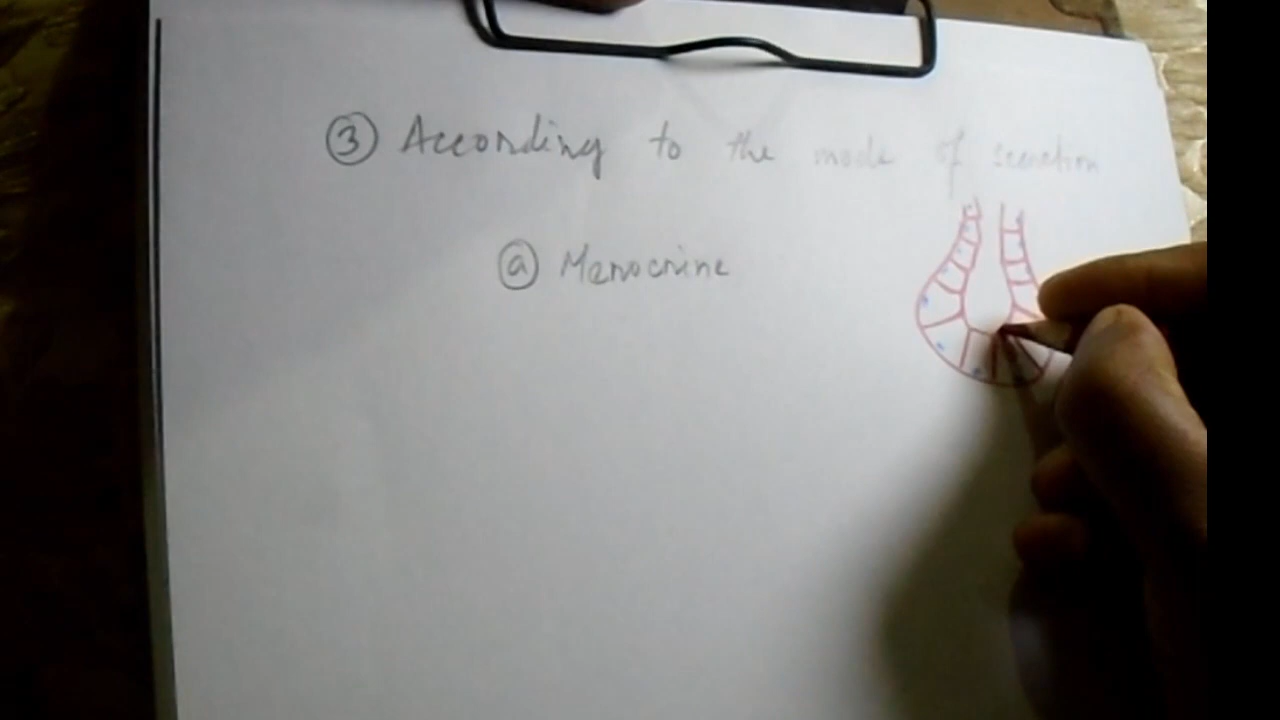 ③ According to the mode of secretion
ⓐ Merocrine